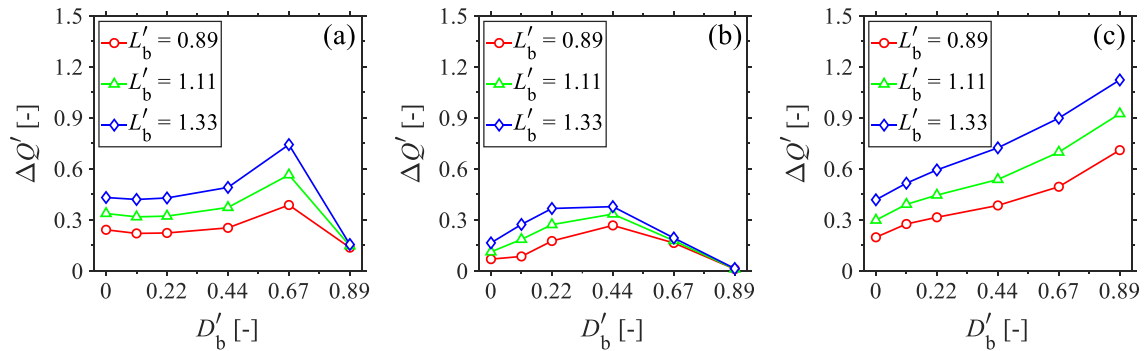 (a)
L′b = 0.89
L′b = 1.11
L′b = 1.33
1.5
1.2
0.9
0.6
0.3
0
ΔQ′ [-]
0 0.22 0.44 0.67 0.89
D′b [-]
(b)
L′b = 0.89
L′b = 1.11
L′b = 1.33
1.5
1.2
0.9
0.6
0.3
0
ΔQ′ [-]
0 0.22 0.44 0.67 0.89
D′b [-]
(c)
L′b = 0.89
L′b = 1.11
L′b = 1.33
1.5
1.2
0.9
0.6
0.3
0
ΔQ′ [-]
0 0.22 0.44 0.67 0.89
D′b [-]